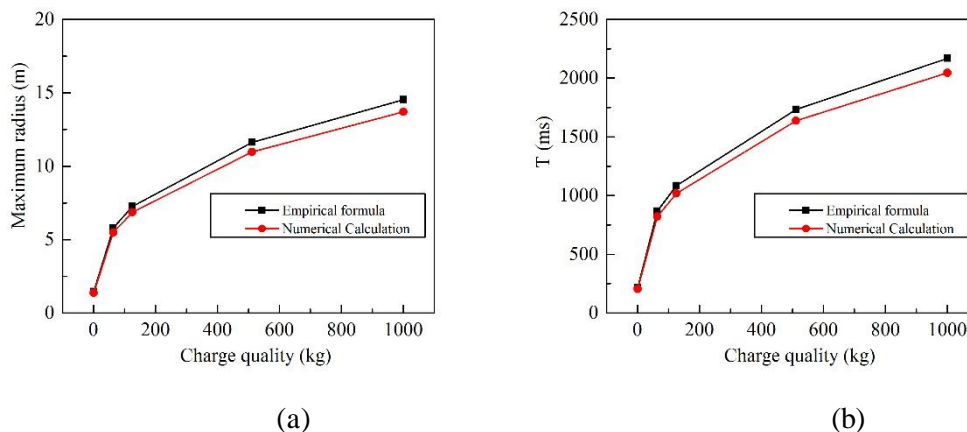 20
15
10
5
0
Maximum radius (m)
Empirical formula
Numerical Calculation
0 200 400 600 800 1000
Charge quality (kg)
(a)
2500
2000
1500
1000
500
0
T (ms)
Empirical formula
Numerical Calculation
0 200 400 600 800 1000
Charge quality (kg)
(b)